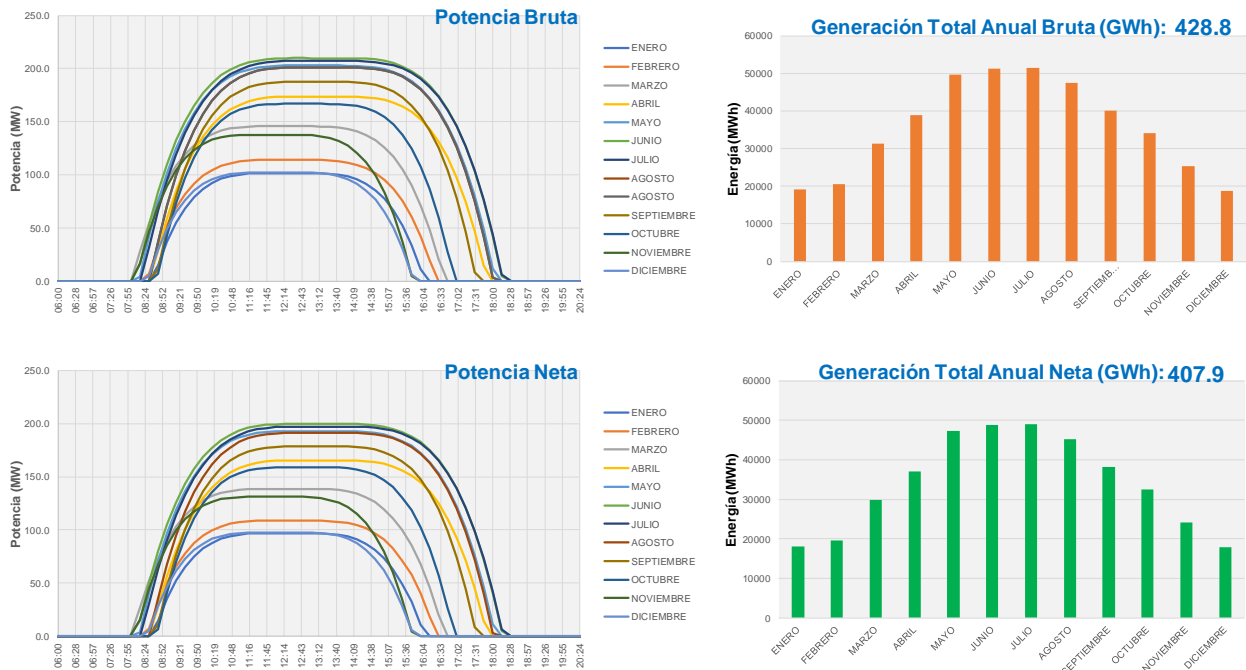 Potencia Bruta
250.0
200.0
150.0
100.0
50.0
0.0
Potencia (MW)
06:00 06:28 06:57 07:26 07:55 08:24 08:52 09:21 09:50 10:19 10:48 11:16 11:45 12:14 12:43 13:12 13:40 14:09 14:38 15:07 15:36 16:04 16:33 17:02 17:31 18:00 18:28 18:57 19:26 19:55 20:24
ENERO
FEBRERO
MARZO
ABRIL
MAYO
JUNIO
JULIO
AGOSTO
AGOSTO
SEPTIEMBRE
OCTUBRE
NOVIEMBRE
DICIEMBRE
Generación Total Anual Bruta (GWh): 428.8
60000
50000
40000
30000
20000
10000
0
Energía (MWh)
ENERO FEBRERO MARZO ABRIL MAYO JUNIO JULIO AGOSTO SEPTIEMB... OCTUBRE NOVIEMBRE DICIEMBRE
Potencia Neta
250.0
200.0
150.0
100.0
50.0
0.0
Potencia (MW)
06:00 06:28 06:57 07:26 07:55 08:24 08:52 09:21 09:50 10:19 10:48 11:16 11:45 12:14 12:43 13:12 13:40 14:09 14:38 15:07 15:36 16:04 16:33 17:02 17:31 18:00 18:28 18:57 19:26 19:55 20:24
ENERO
FEBRERO
MARZO
ABRIL
MAYO
JUNIO
JULIO
AGOSTO
SEPTIEMBRE
OCTUBRE
NOVIEMBRE
DICIEMBRE
Generación Total Anual Neta (GWh): 407.9
60000
50000
40000
30000
20000
10000
0
Energía (MWh)
ENERO FEBRERO MARZO ABRIL MAYO JUNIO JULIO AGOSTO SEPTIEMBRE OCTUBRE NOVIEMBRE DICIEMBRE